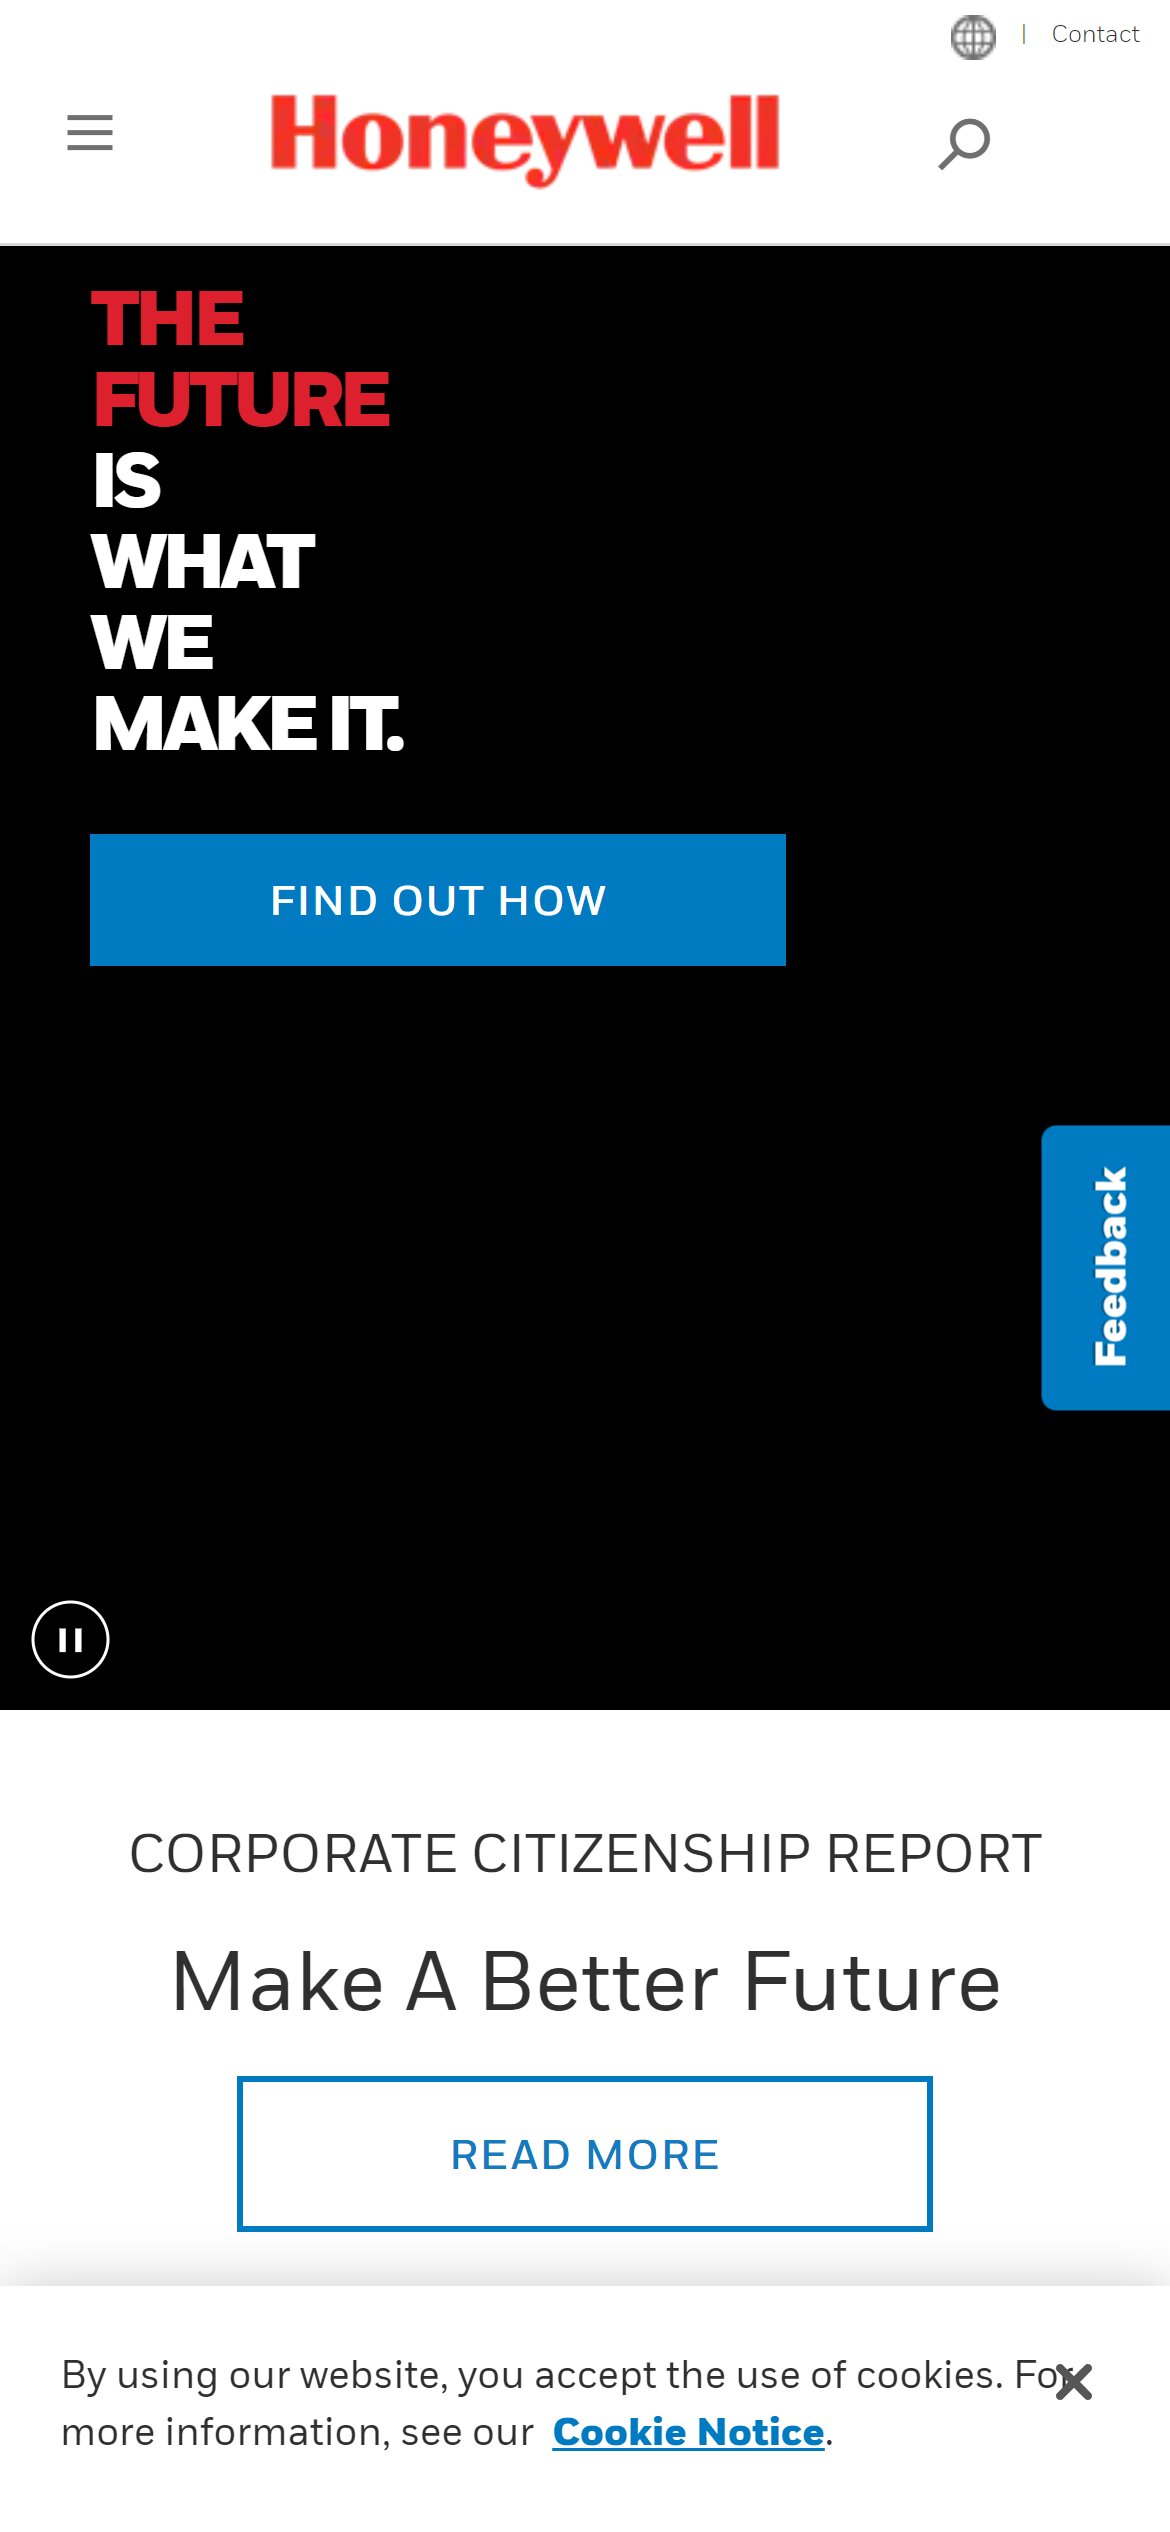 | Contact
Honeywell
THE
FUTURE
IS
WHAT
WE
MAKE IT.
FIND OUT HOW
Feedback
CORPORATE CITIZENSHIP REPORT
Make A Better Future
READ MORE
By using our website, you accept the use of cookies. For
more information, see our Cookie Notice.